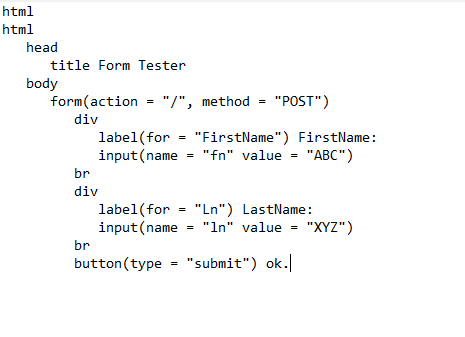 html
html
head
title Form Tester
body
form(action = "/", method = "POST")
div
label(for = "FirstName") FirstName:
input(name = "fn" value = "ABC")
br
div
label(for = "Ln") LastName:
input(name = "ln" value = "XYZ")
br
button(type = "submit") ok.